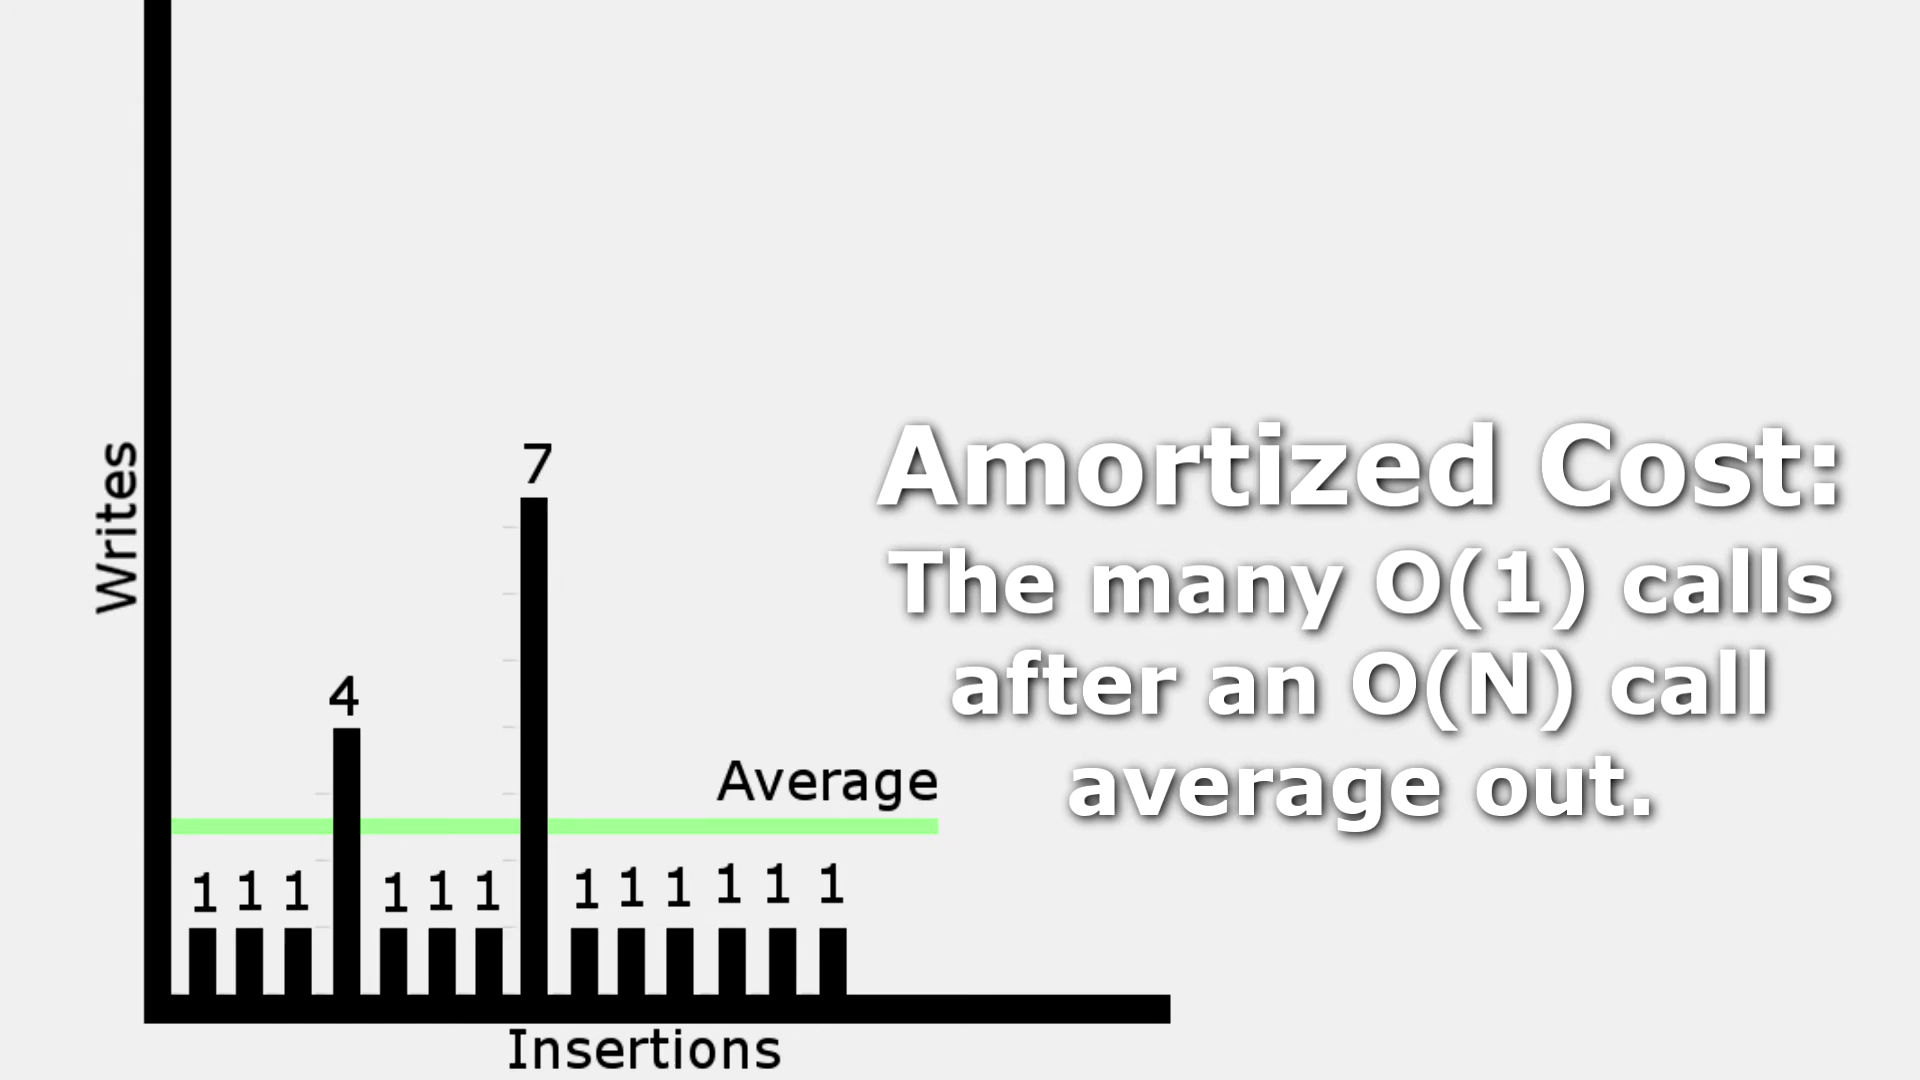 Writes
7
4
Average
1 1 1 1 1 1 1 1 1 1 1 1
Insertions
Amortized Cost:
The many O(1) calls
after an O(N) call
average out.